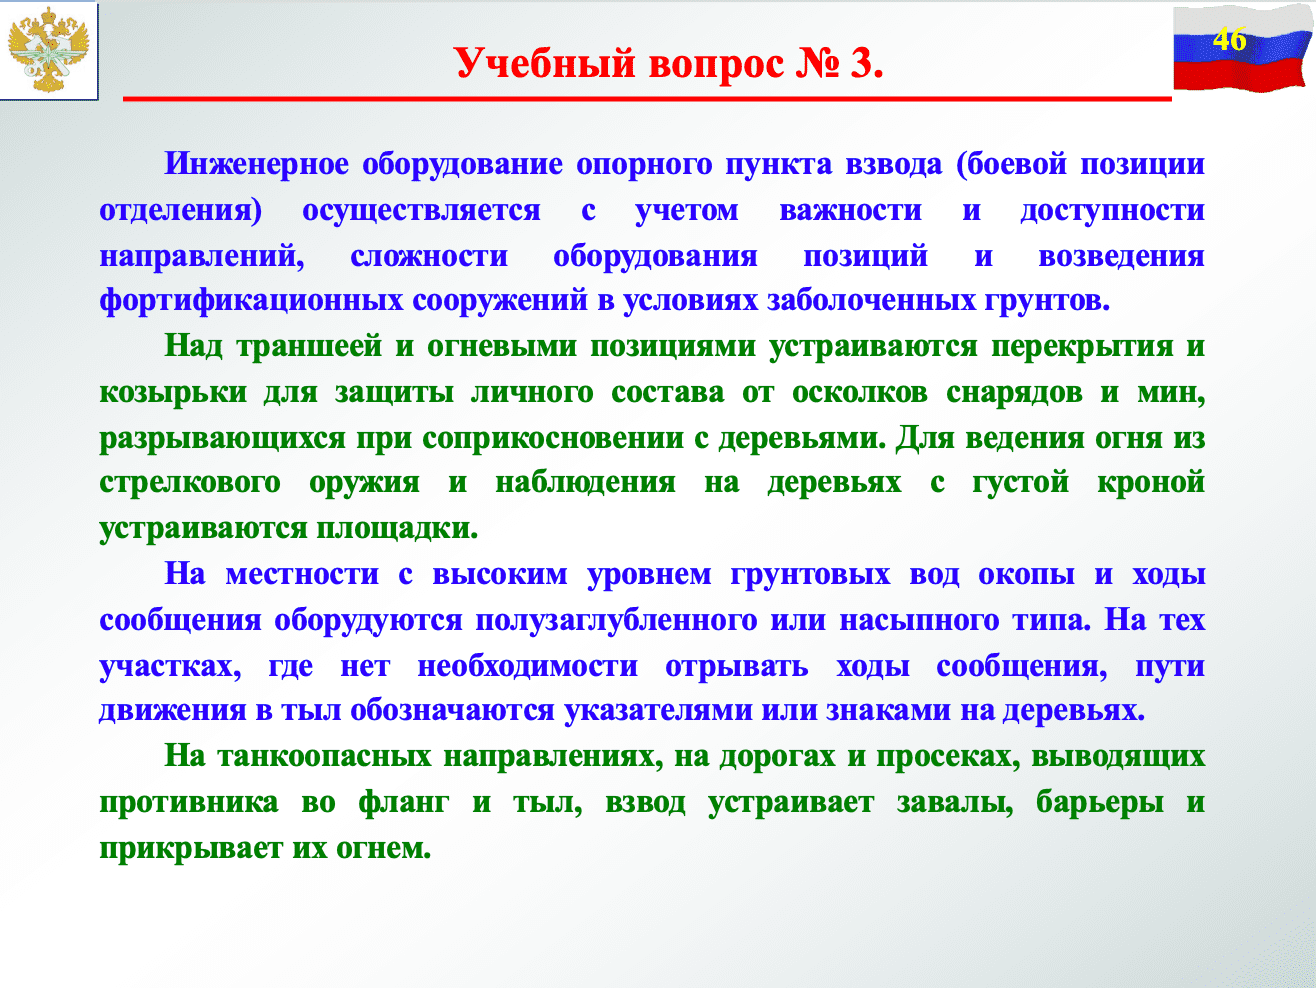 46
Учебный вопрос № 3.
Инженерное оборудование опорного пункта взвода (боевой позиции
отделения) осуществляется с учетом важности и доступности
направлений, сложности оборудования позиций и возведения
фортификационных сооружений в условиях заболоченных грунтов.
Над траншеей и огневыми позициями устраиваются перекрытия и
козырьки для защиты личного состава от осколков снарядов и мин,
разрывающихся при соприкосновении с деревьями. Для ведения огня из
стрелкового оружия и наблюдения на деревьях с густой кроной
устраиваются площадки.
На местности с высоким уровнем грунтовых вод окопы и ходы
сообщения оборудуются полузаглубленного или насыпного типа. На тех
участках, где нет необходимости отрывать ходы сообщения, пути
движения в тыл обозначаются указателями или знаками на деревьях.
На танкоопасных направлениях, на дорогах и просеках, выводящих
противника во фланг и тыл, взвод устраивает завалы, барьеры и
прикрывает их огнем.